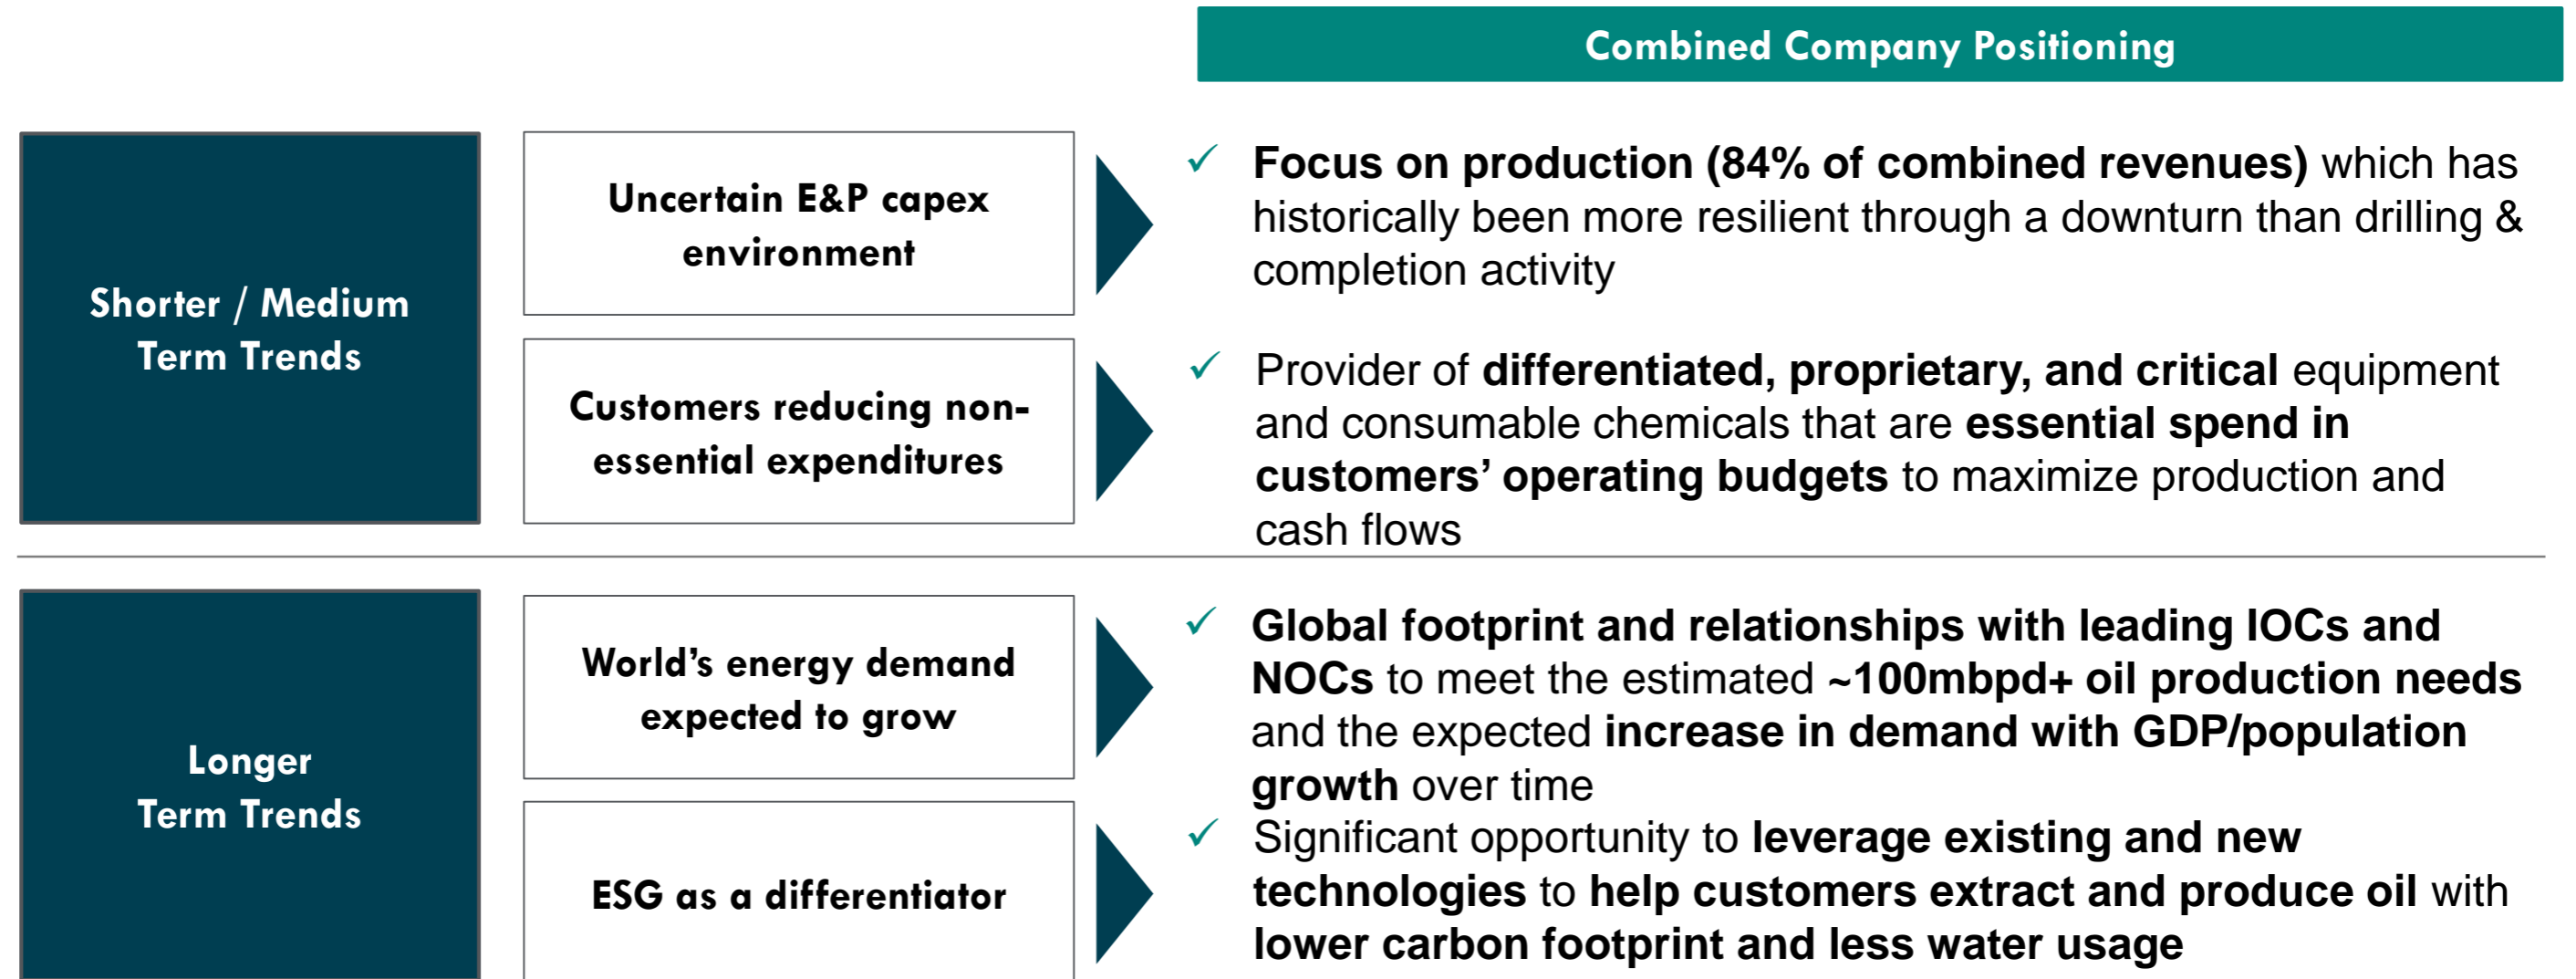 Combined Company Positioning
Shorter / Medium
Term Trends
Uncertain E&P capex
environment
✓ Focus on production (84% of combined revenues) which has
historically been more resilient through a downturn than drilling &
completion activity
Customers reducing non-
essential expenditures
✓ Provider of differentiated, proprietary, and critical equipment
and consumable chemicals that are essential spend in
customers’ operating budgets to maximize production and
cash flows
Longer
Term Trends
World’s energy demand
expected to grow
✓ Global footprint and relationships with leading IOCs and
NOCs to meet the estimated ~100mbpd+ oil production needs
and the expected increase in demand with GDP/population
growth over time
ESG as a differentiator
✓ Significant opportunity to leverage existing and new
technologies to help customers extract and produce oil with
lower carbon footprint and less water usage